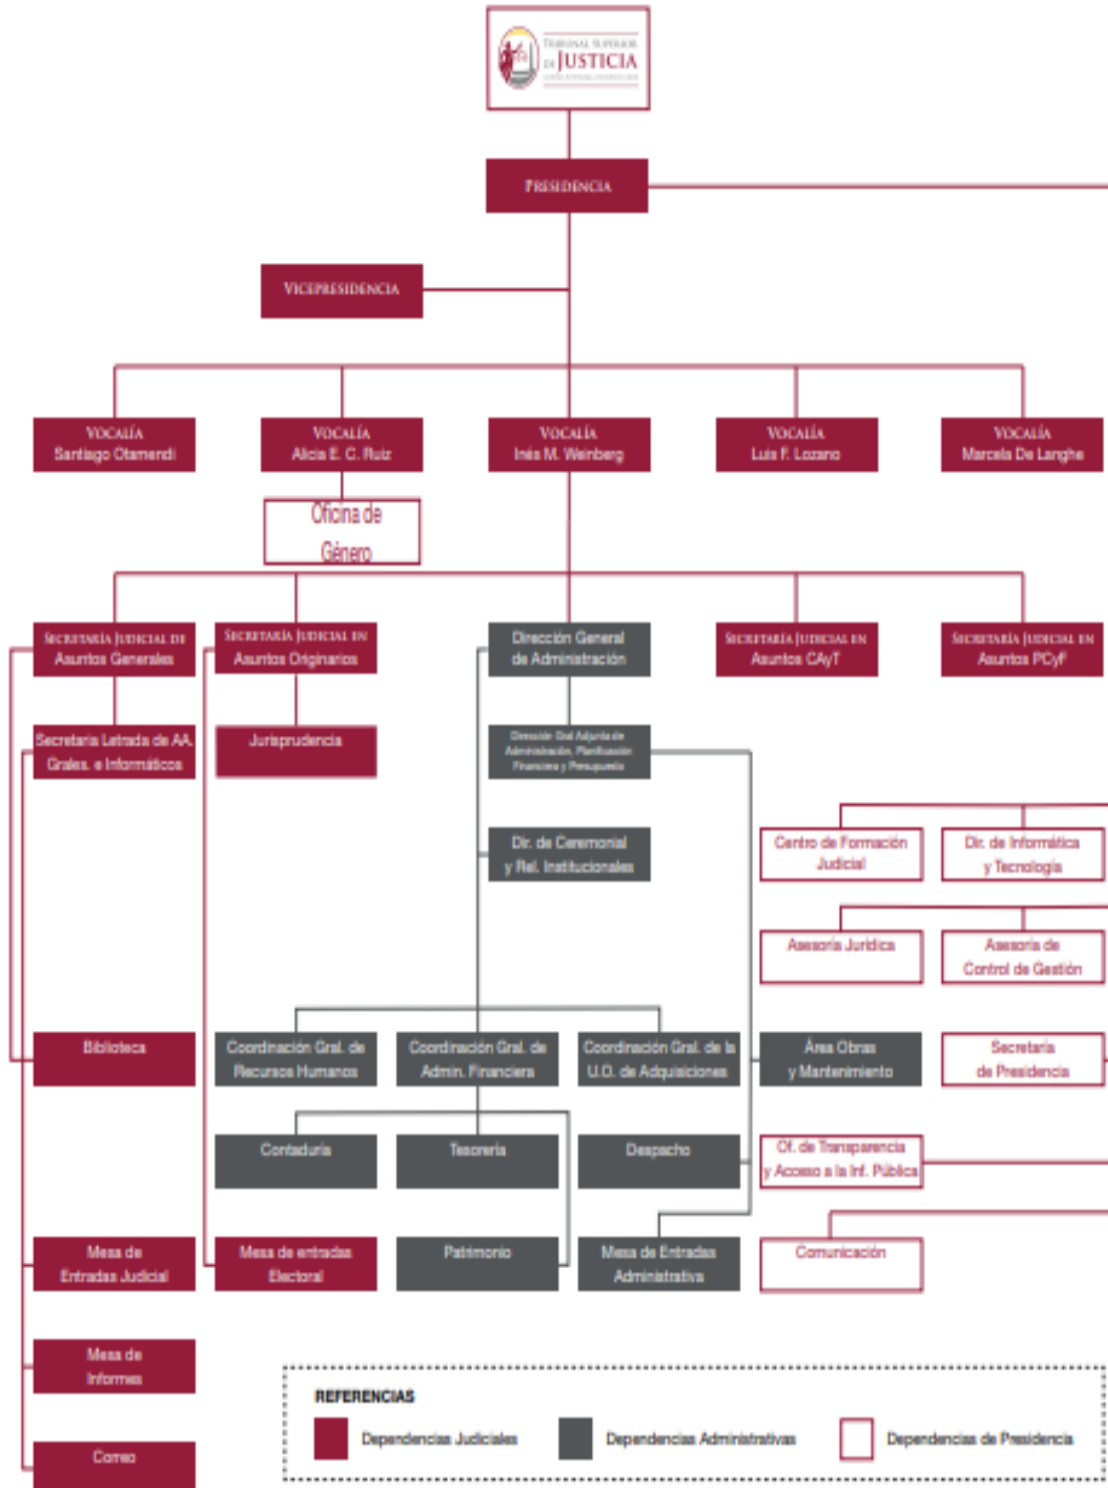 TRIBUNAL SUPERIOR
DE JUSTICIA
PRESIDENCIA
VICEPRESIDENCIA
VOCALÍA
Santiago Otamendi
VOCALÍA
Alicia E. C. Ruiz
VOCALÍA
Inés M. Weinberg
VOCALÍA
Luis F. Lozano
VOCALÍA
Marcela De Langhe
Oficina de
Género
SECRETARÍA JUDICIAL DE
Asuntos Generales
SECRETARÍA JUDICIAL EN
Asuntos Originarios
Dirección General
de Administración
SECRETARÍA JUDICIAL EN
Asuntos CAyT
SECRETARÍA JUDICIAL EN
Asuntos PCyF
Secretaria Letrada de AA.
Grales. e Informáticos
Jurisprudencia
Dirección Gral Adjunta de
Administración, Planificación
Financiera y Presupuesto
Dir. de Ceremonial
y Rel. Institucionales
Centro de Formación
Judicial
Dir. de Informática
y Tecnología
Asesoría Jurídica
Asesoría de
Control de Gestión
Biblioteca
Coordinación Gral. de
Recursos Humanos
Coordinación Gral. de
Admin. Financiera
Coordinación Gral. de la
U.O. de Adquisiciones
Área Obras
y Mantenimiento
Secretaría
de Presidencia
Contaduría
Tesorería
Despacho
Of. de Transparencia
y Acceso a la Inf. Pública
Mesa de
Entradas Judicial
Mesa de entradas
Electoral
Patrimonio
Mesa de Entradas
Administrativa
Comunicación
Mesa de
Informes
Correo
REFERENCIAS
Dependencias Judiciales
Dependencias Administrativas
Dependencias de Presidencia